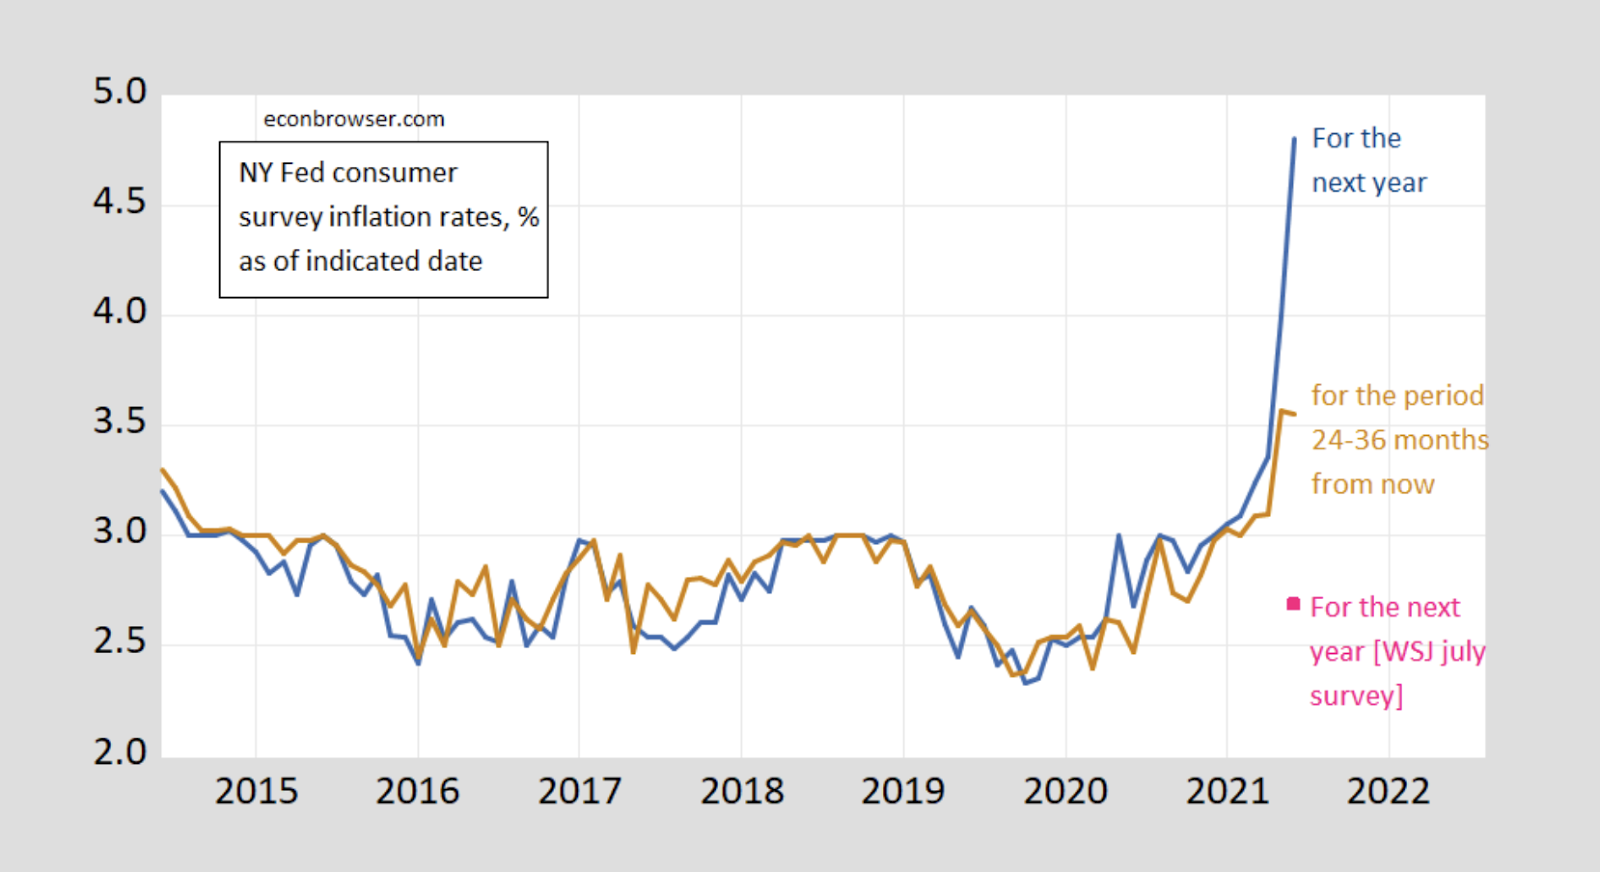 5.0
econbrowser.com
NY Fed consumer
survey inflation rates, %
as of indicated date
For the
next year
4.5
4.0
for the period
3.5
24-36 months
from now
3.0
For the next
2.5
year [WSJ july
survey]
2.0
2015 2016 2017 2018 2019 2020 2021 2022